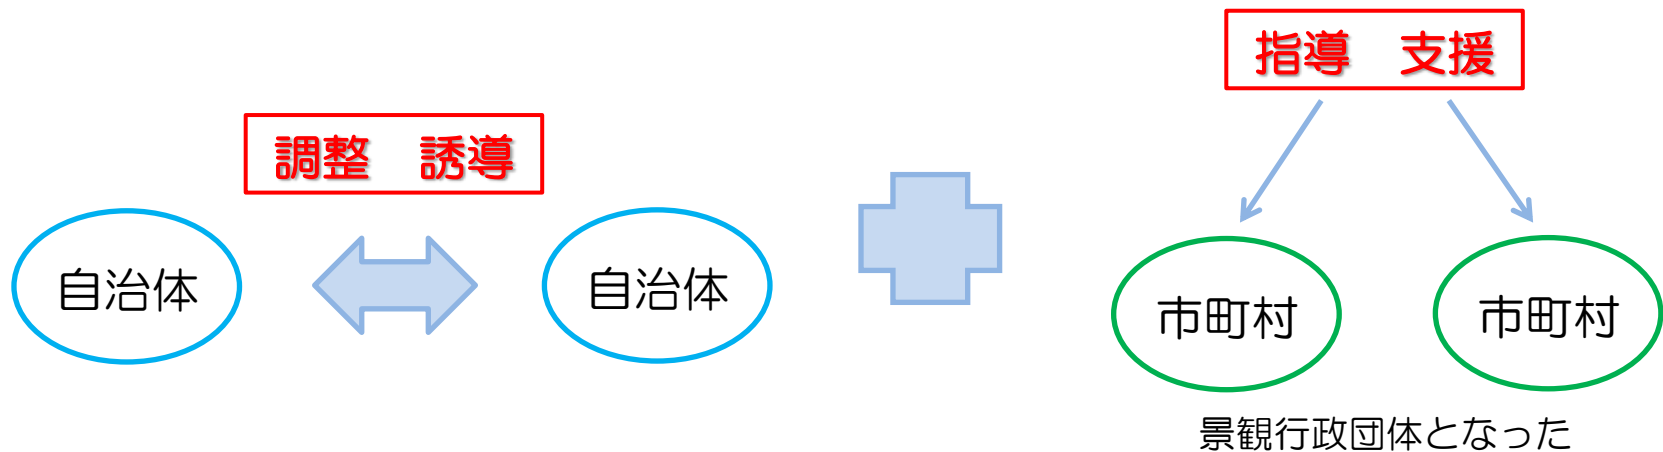 調整　誘導
自治体
自治体
指導　支援
市町村
市町村
景観行政団体となった